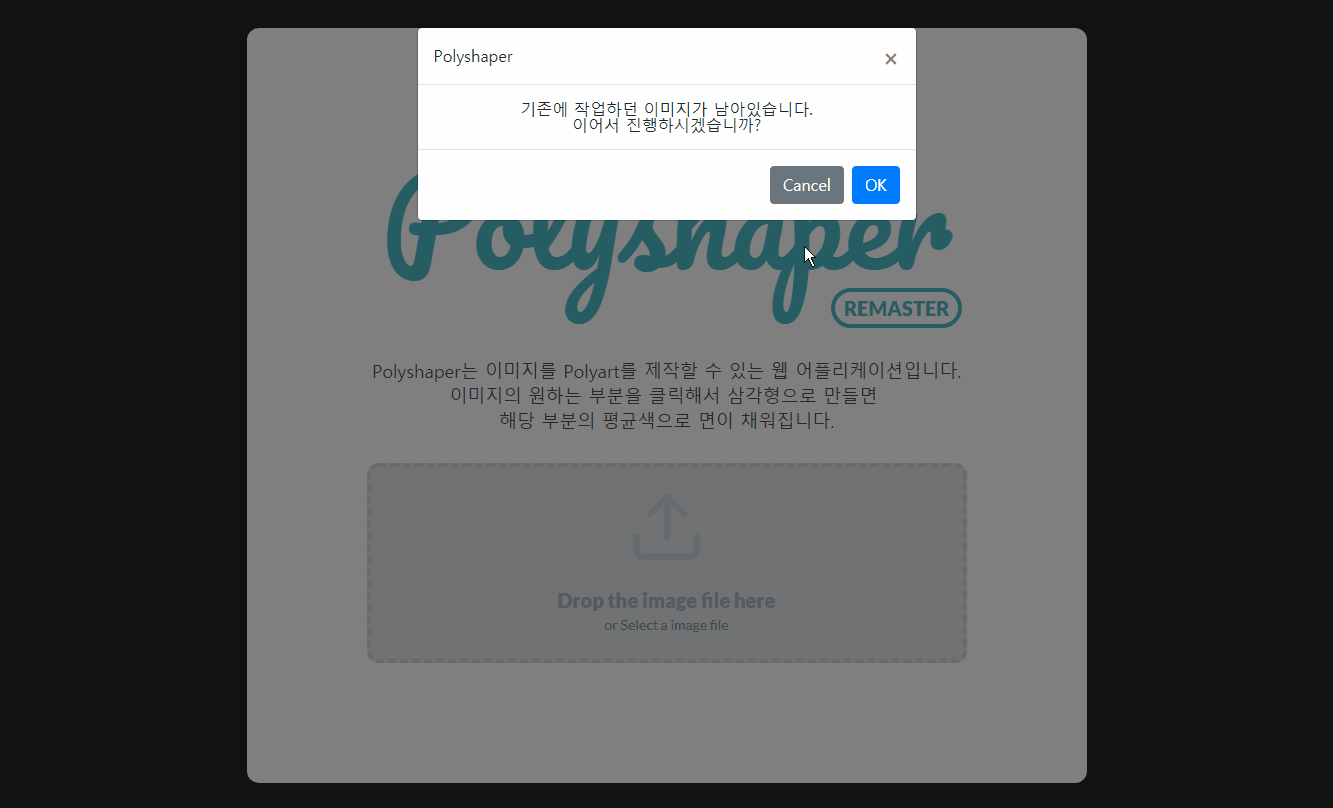 Polyshaper
×
기존에 작업하던 이미지가 남아있습니다.
이어서 진행하시겠습니까?
Cancel OK
Polyshaper
REMASTER
Polyshaper는 이미지를 Polyart를 제작할 수 있는 웹 어플리케이션입니다.
이미지의 원하는 부분을 클릭해서 삼각형으로 만들면
해당 부분의 평균색으로 면이 채워집니다.
Drop the image file here
or Select a image file